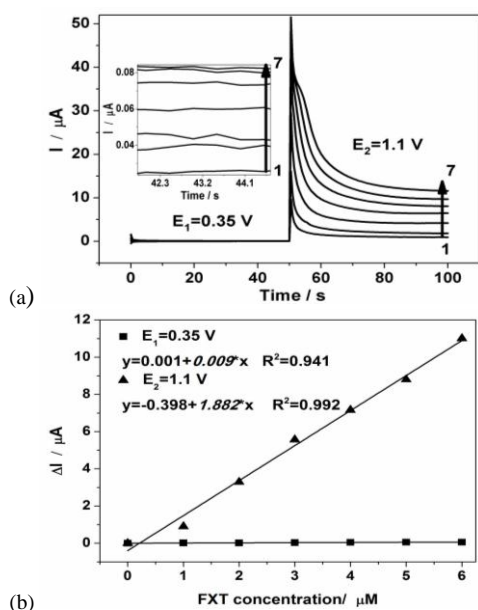 50
40
30
20
10
0
I / µA
0.08
0.06
0.04
I / µA
42.3 43.2 44.1
Time / s
7
1
E1=0.35 V
E2=1.1 V
7
1
0 20 40 60 80 100
Time / s
(a)
12
10
8
6
4
2
0
ΔI / µA
E1=0.35 V
y=0.001+0.009*x R²=0.941
E2=1.1 V
y=-0.398+1.882*x R²=0.992
0 1 2 3 4 5 6
FXT concentration/ µM
(b)